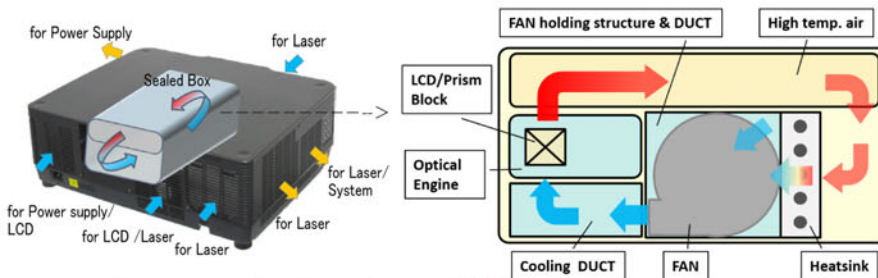 for Power Supply
for Laser
Sealed Box
for Laser/
System
for Laser
for Power supply/
LCD
for LCD /Laser
for Laser
FAN holding structure & DUCT
High temp. air
LCD/Prism
Block
Optical
Engine
Cooling DUCT
FAN
Heatsink